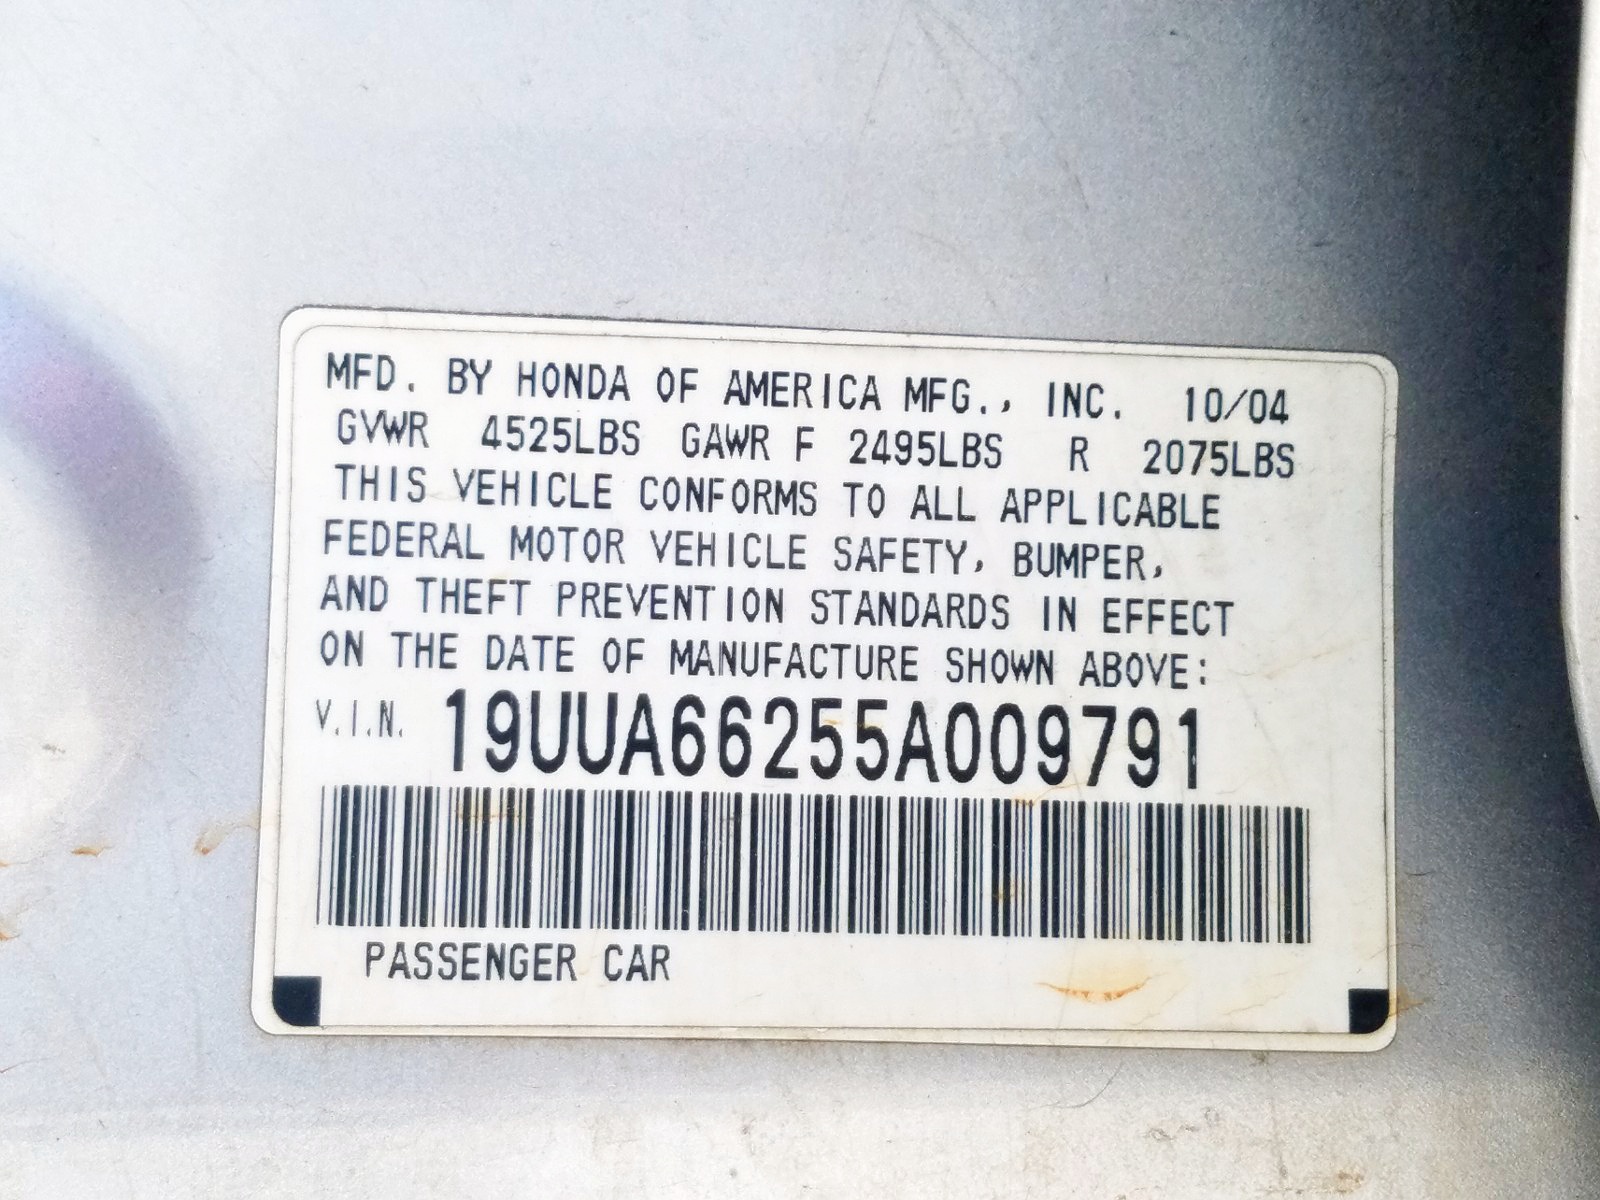 MFD. BY HONDA OF AMERICA MFG., INC. 10/04
GVWR 4525LBS GAWR F 2495LBS R 2075LBS
THIS VEHICLE CONFORMS TO ALL APPLICABLE
FEDERAL MOTOR VEHICLE SAFETY, BUMPER,
AND THEFT PREVENTION STANDARDS IN EFFECT
ON THE DATE OF MANUFACTURE SHOWN ABOVE:
V.I.N. 19UUA66255A009791
PASSENGER CAR